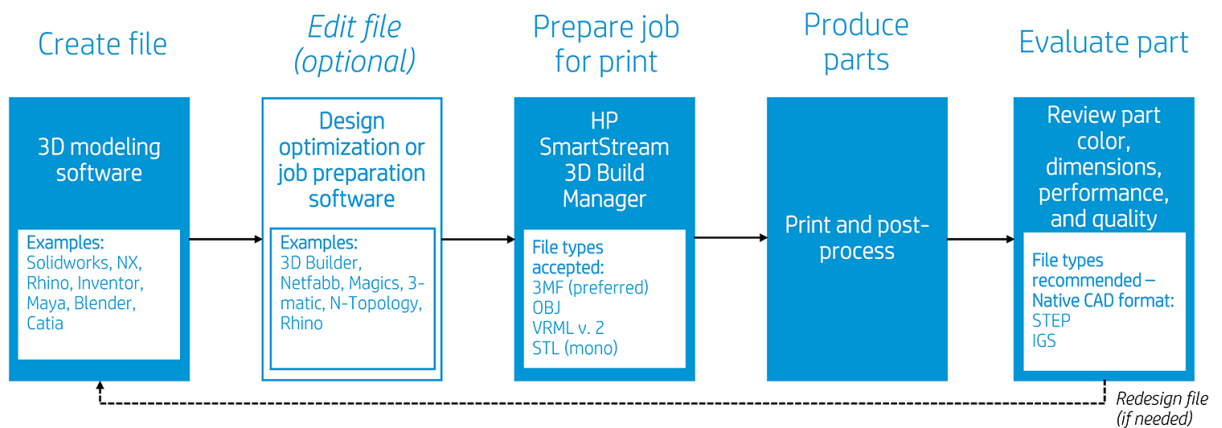 Create file
Edit file
(optional)
Prepare job
for print
Produce
parts
Evaluate part
3D modeling
software
Examples:
Solidworks, NX,
Rhino, Inventor,
Maya, Blender,
Catia
Design
optimization or
job preparation
software
Examples:
3D Builder,
Netfabb, Magics, 3-
matic, N-Topology,
Rhino
HP
SmartStream
3D Build
Manager
File types
accepted:
3MF (preferred)
OBJ
VRML v. 2
STL (mono)
Print and post-
process
Review part
color,
dimensions,
performance,
and quality
File types
recommended –
Native CAD format:
STEP
IGS
Redesign file
(if needed)